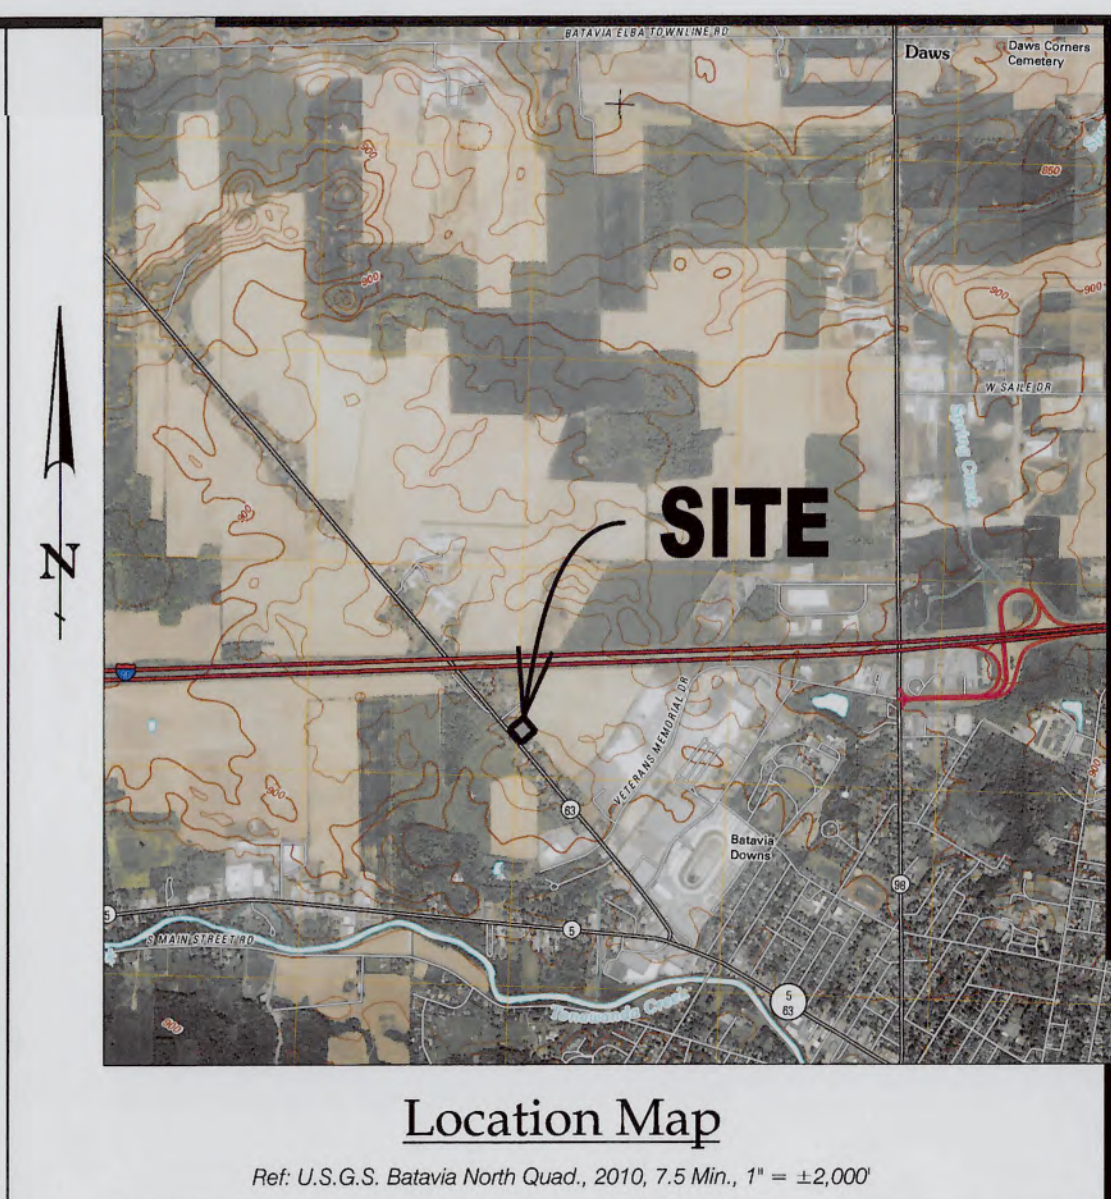 BATAVIA ELBA TOWNLINE RD
Daws
Daws Corners
Cemetery
900
850
900
900
900
W SAILE DR
Spring Creek
SITE
900
N
VETERANS MEMORIAL DR
900
900
63
Batavia
Downs
98
5
5
S MAIN STREET RD
5
63
Tonawanda Creek
900
Location Map
Ref: U.S.G.S. Batavia North Quad., 2010, 7.5 Min., 1" = ±2,000'